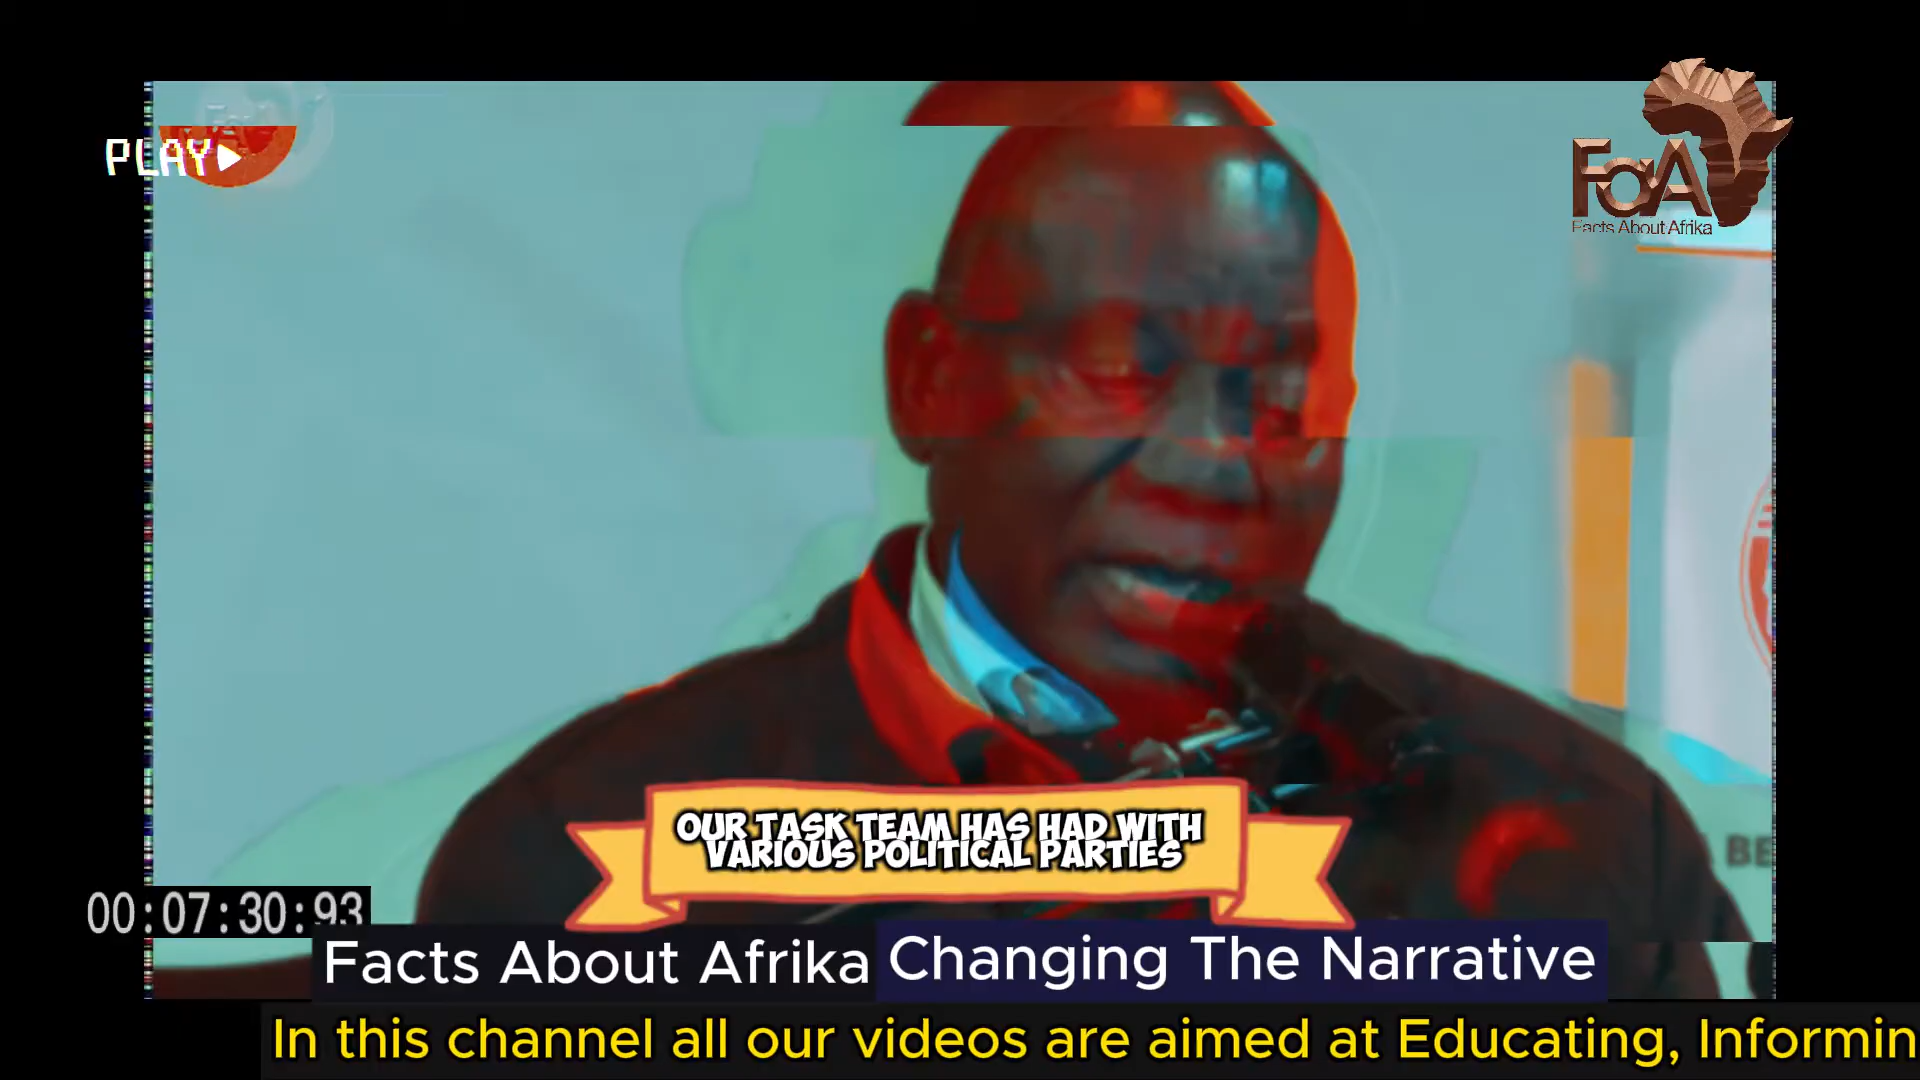 PLAY
FaA
Facts About Afrika
BE
OUR TASK TEAM HAS HAD WITH
VARIOUS POLITICAL PARTIES
00:07:30:93
Facts About Afrika Changing The Narrative
In this channel all our videos are aimed at Educating, Informin